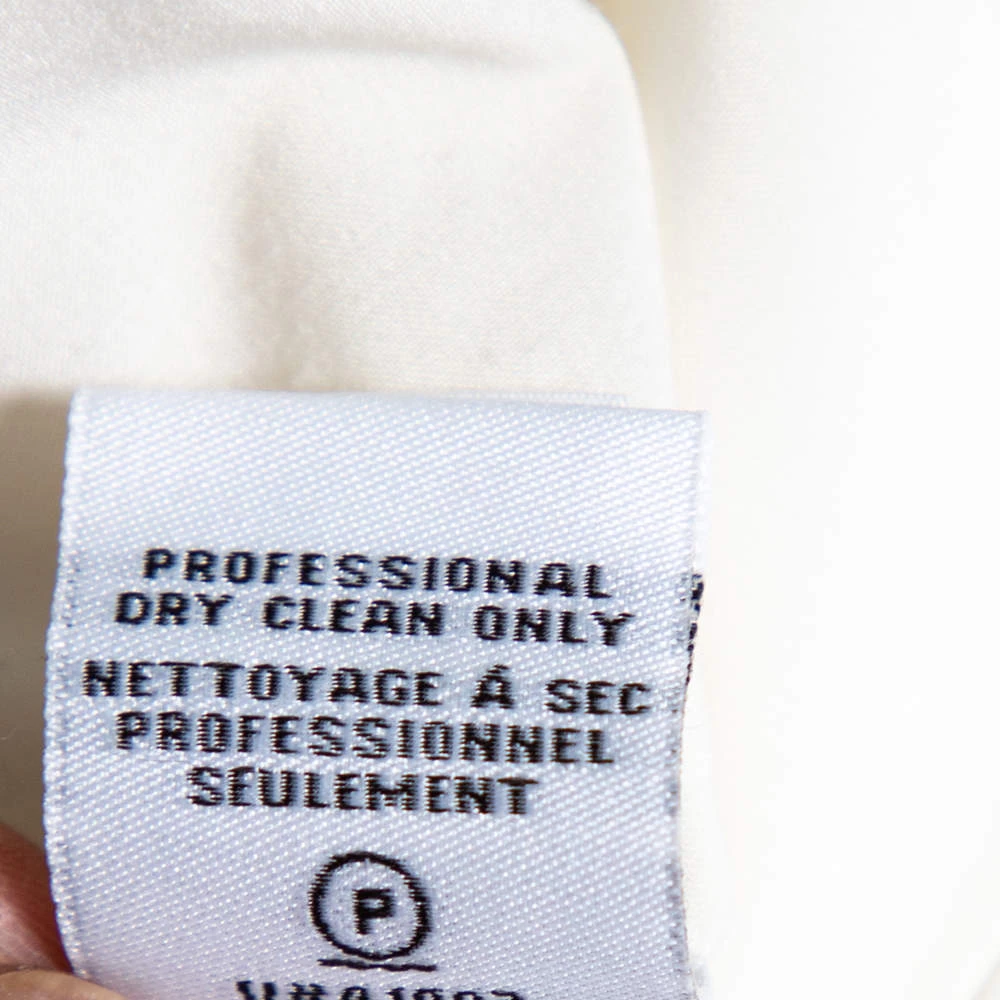 PROFESSIONAL
DRY CLEAN ONLY
NETTOYAGE À SEC
PROFESSIONNEL
SEULEMENT
P